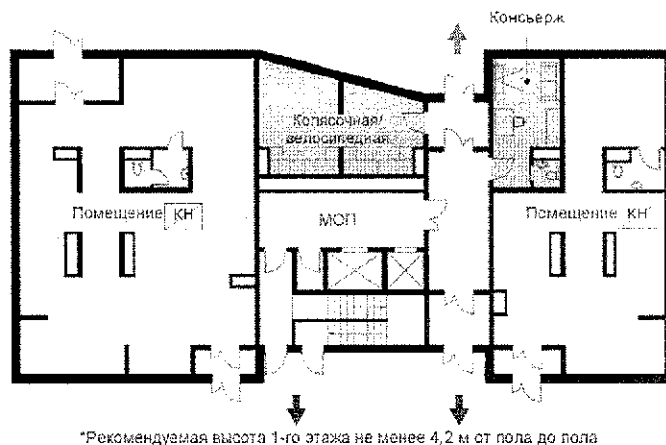 Консьерж
Колясочная/
велосипедная
Помещение КН
МОП
Помещение КН
*Рекомендуемая высота 1-го этажа не менее 4,2 м от пола до пола